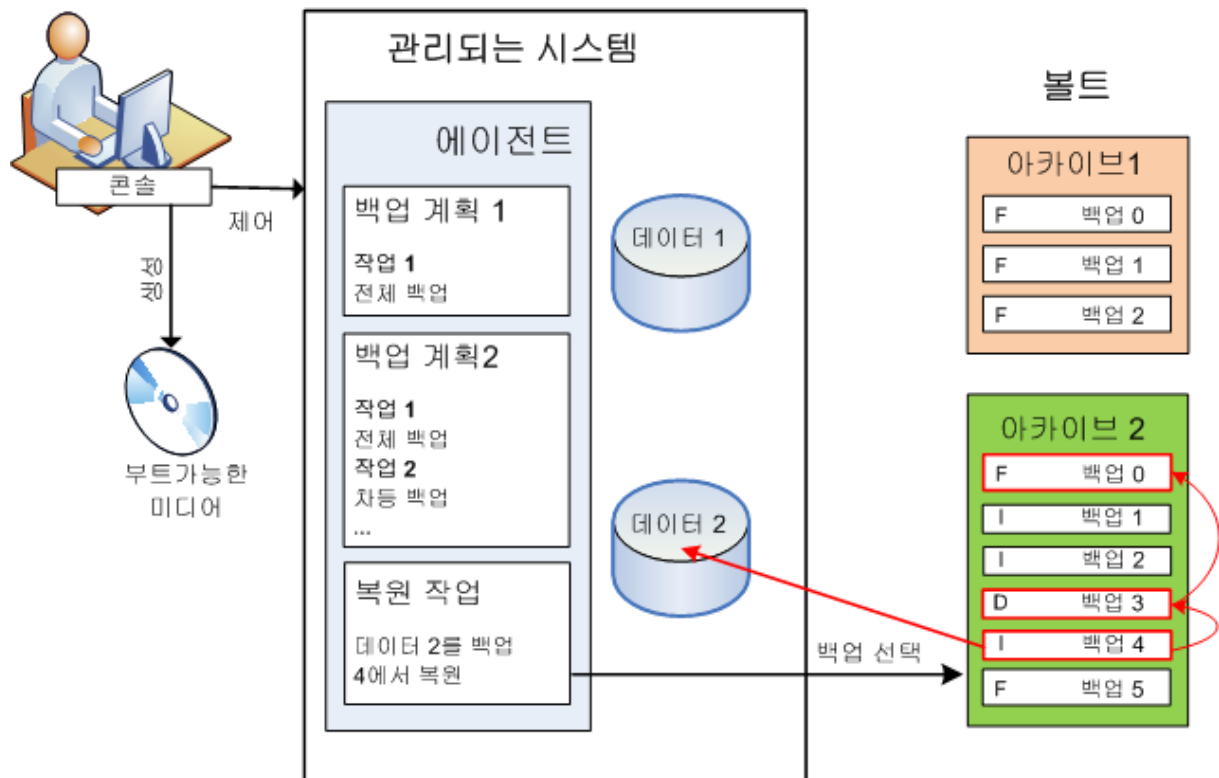 관리되는 시스템
볼트
에이전트
콘솔
제어
생성
부트가능한
미디어
백업 계획 1
작업 1
전체 백업
백업 계획2
작업 1
전체 백업
작업 2
차등 백업
...
복원 작업
데이터 2를 백업
4에서 복원
데이터 1
데이터 2
백업 선택
아카이브1
F 백업 0
F 백업 1
F 백업 2
아카이브 2
F 백업 0
I 백업 1
I 백업 2
D 백업 3
I 백업 4
F 백업 5